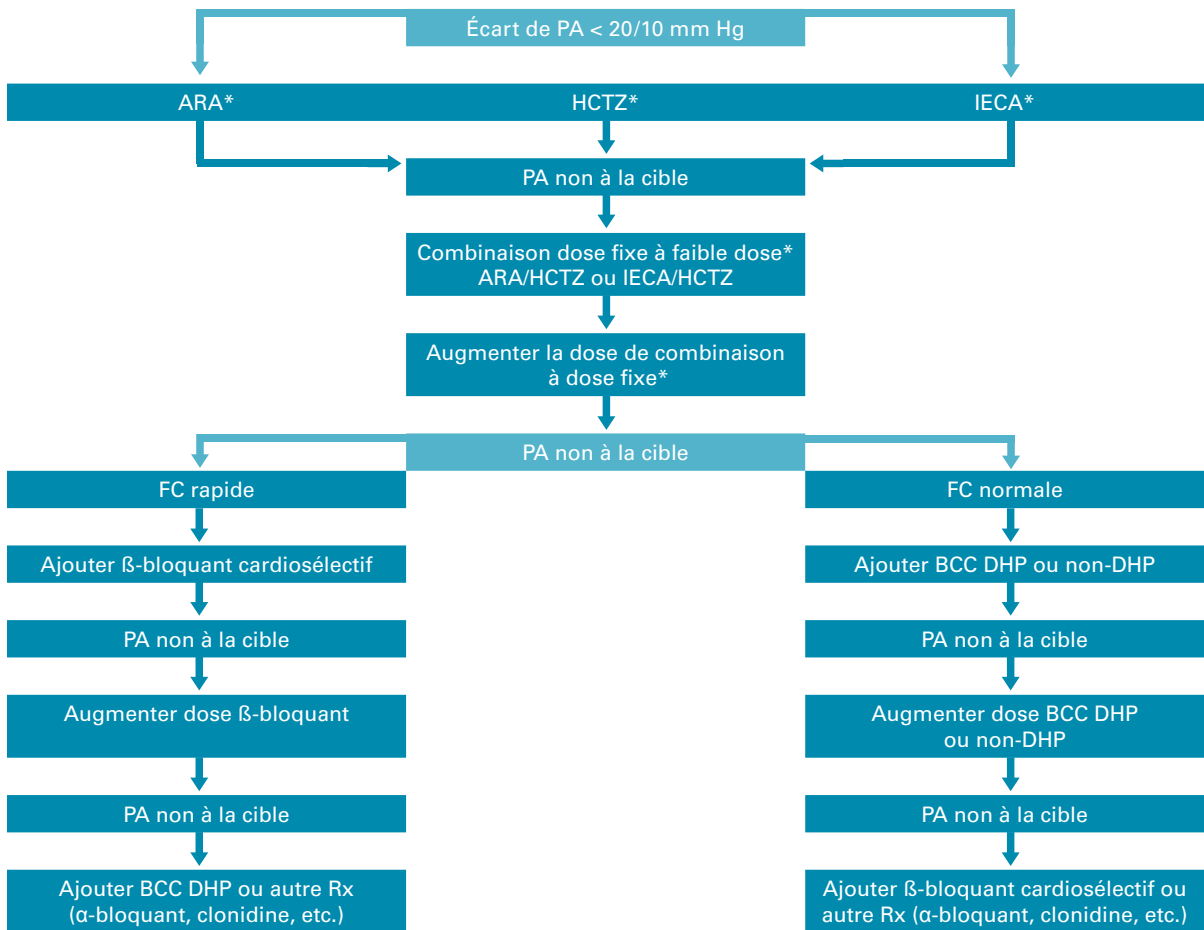 Écart de PA < 20/10 mm Hg
ARA*
HCTZ*
IECA*
PA non à la cible
Combinaison dose fixe à faible dose*
ARA/HCTZ ou IECA/HCTZ
Augmenter la dose de combinaison
à dose fixe*
PA non à la cible
FC rapide
Ajouter ß-bloquant cardiosélectif
PA non à la cible
Augmenter dose ß-bloquant
PA non à la cible
Ajouter BCC DHP ou autre Rx
(α-bloquant, clonidine, etc.)
FC normale
Ajouter BCC DHP ou non-DHP
PA non à la cible
Augmenter dose BCC DHP
ou non-DHP
PA non à la cible
Ajouter ß-bloquant cardiosélectif ou
autre Rx (α-bloquant, clonidine, etc.)